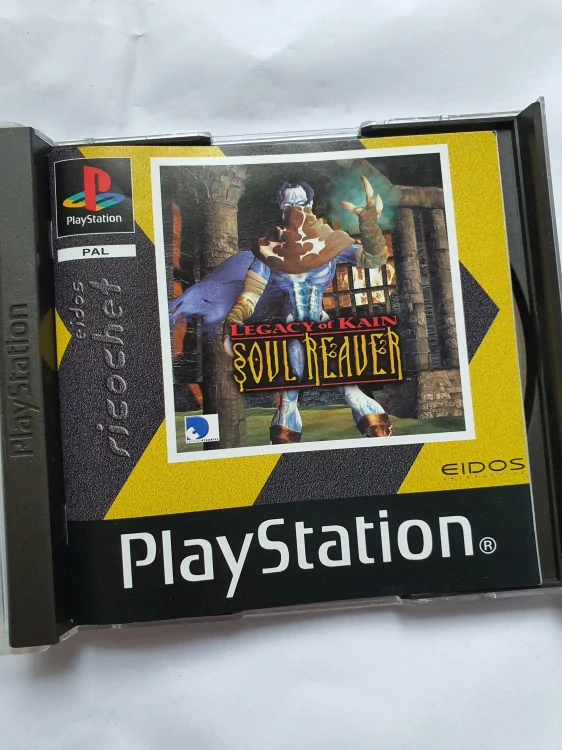 PlayStation
PlayStation
PAL
eidos
ricochet
LEGACY of KAIN
SOUL REAVER
EIDOS
PlayStation®